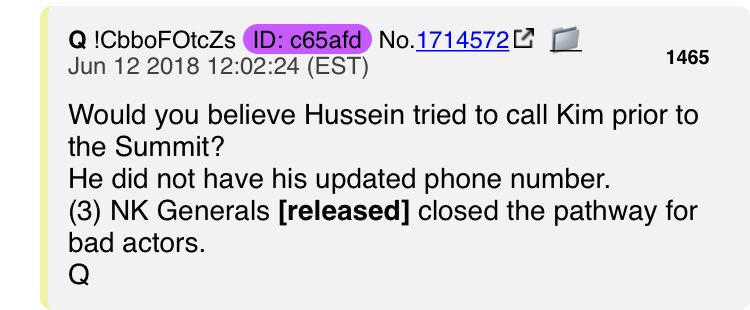 Q !CbboFOtcZs ID: c65afd No.1714572
Jun 12 2018 12:02:24 (EST)
1465
Would you believe Hussein tried to call Kim prior to
the Summit?
He did not have his updated phone number.
(3) NK Generals [released] closed the pathway for
bad actors.
Q